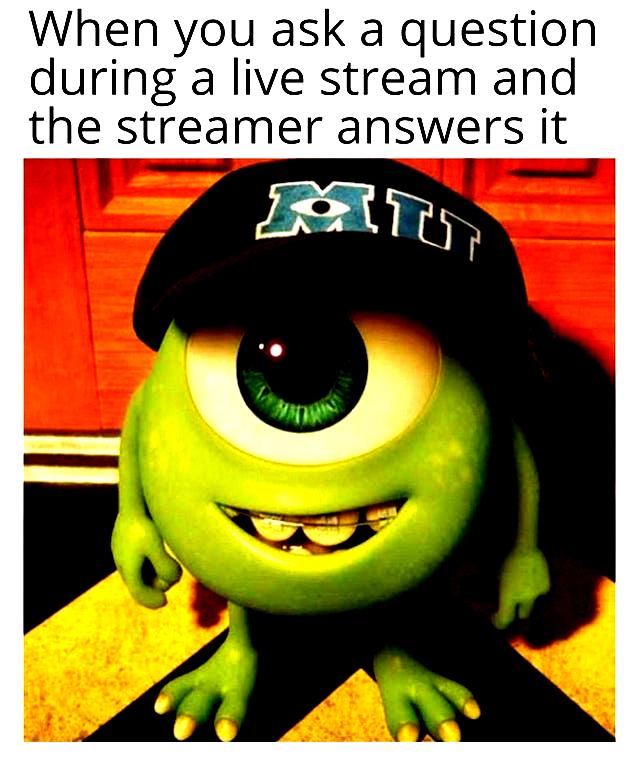 When you ask a question
during a live stream and
the streamer answers it
MU